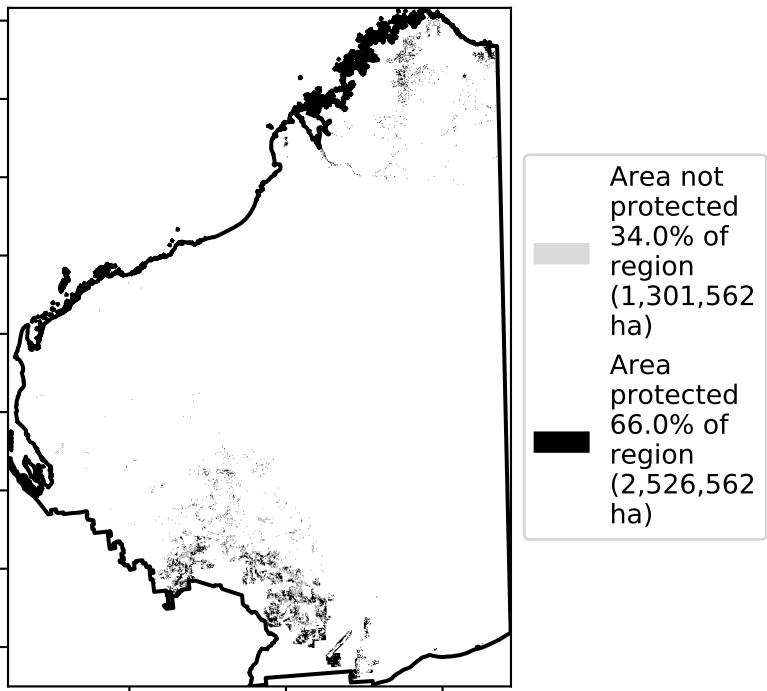 Area not
protected
34.0% of
region
(1,301,562
ha)
Area
protected
66.0% of
region
(2,526,562
ha)